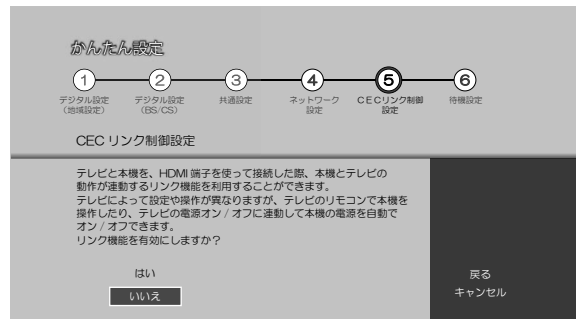 かんたん設定
1 2 3 4 5 6
デジタル設定 デジタル設定 共通設定 ネットワーク CECリンク制御 待機設定
（地域設定） （BS/CS） 設定 設定
CEC リンク制御設定
テレビと本機を、HDMI 端子を使って接続した際、本機とテレビの
動作が連動するリンク機能を利用することができます。
テレビによって設定や操作が異なりますが、テレビのリモコンで本機を
操作したり、テレビの電源オン / オフに連動して本機の電源を自動で
オン / オフできます。
リンク機能を有効にしますか？
はい
いいえ
戻る
キャンセル